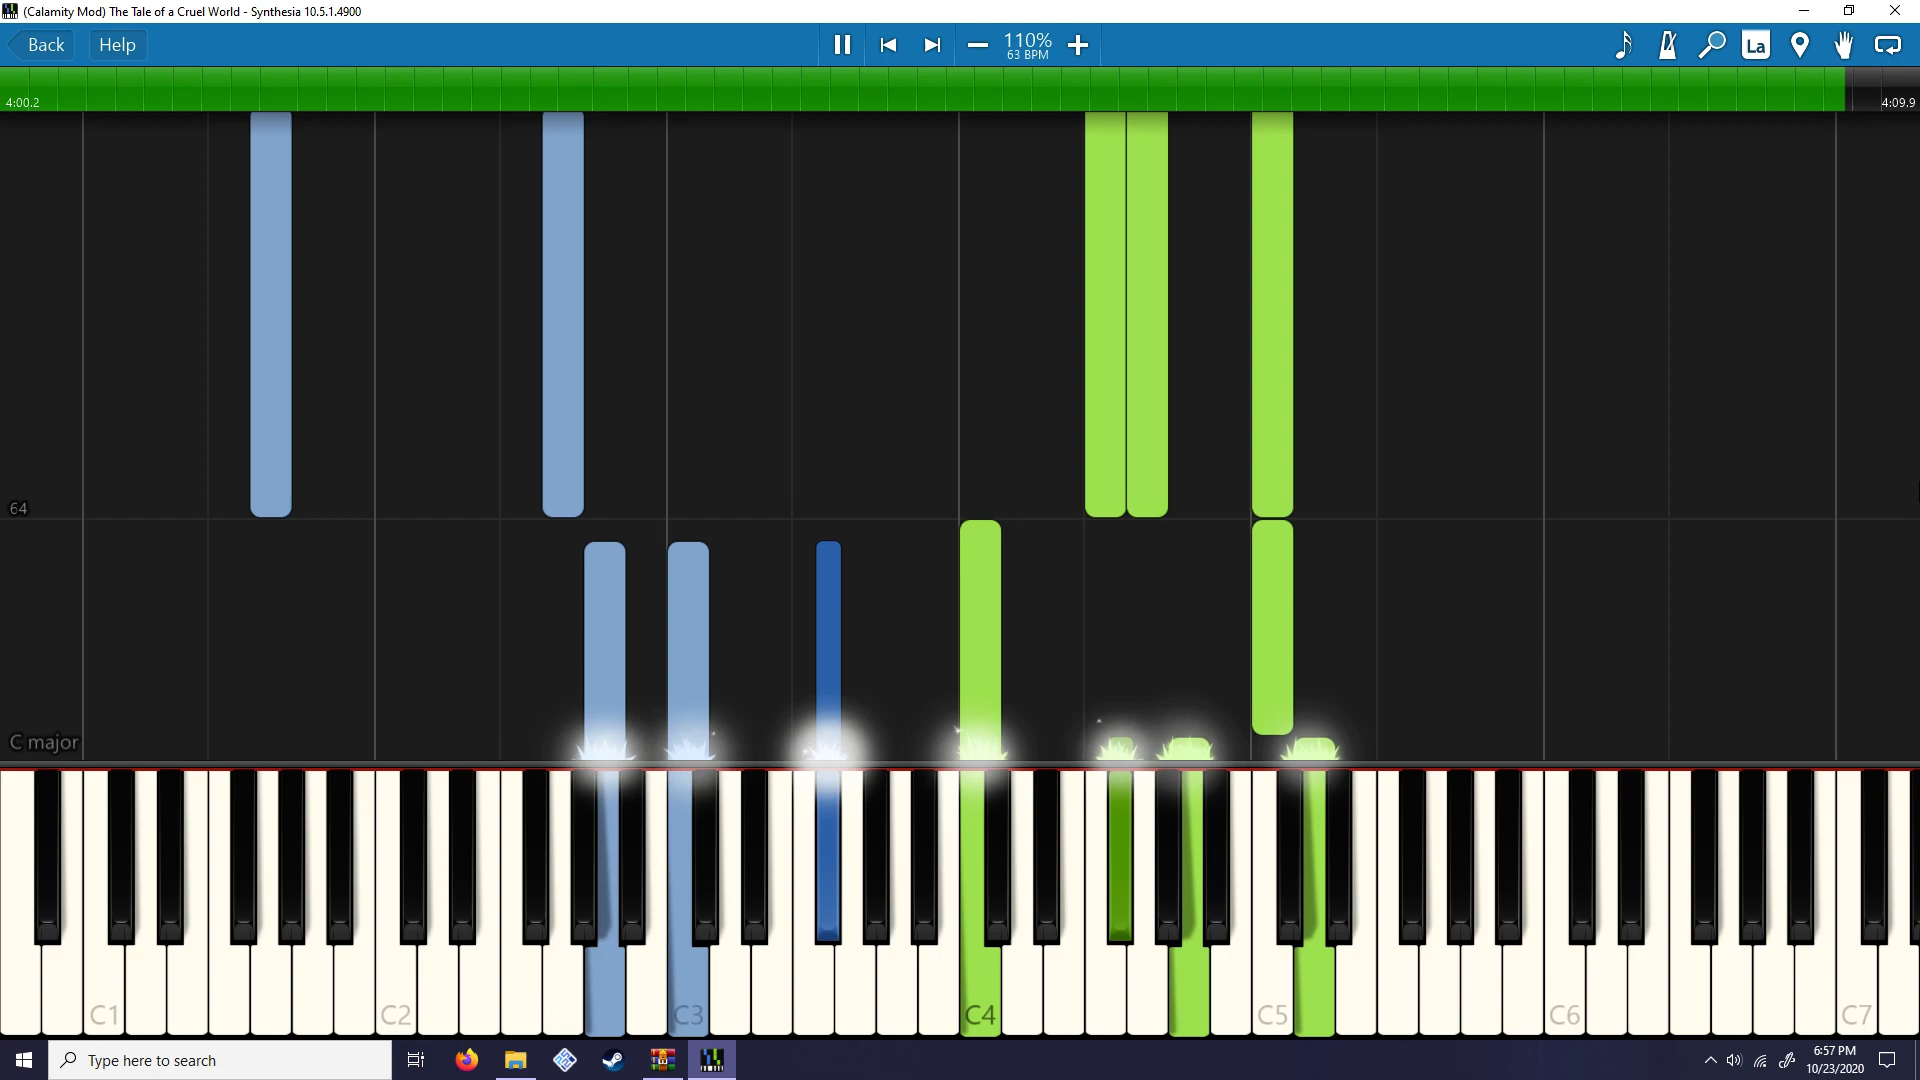 (Calamity Mod) The Tale of a Cruel World - Synthesia 10.5.1.4900
Back
Help
110%
63 BPM
La
4:00.2
4:09.9
64
C major
C1
C2
C3
C4
C5
C6
C7
Type here to search
6:57 PM
10/23/2020